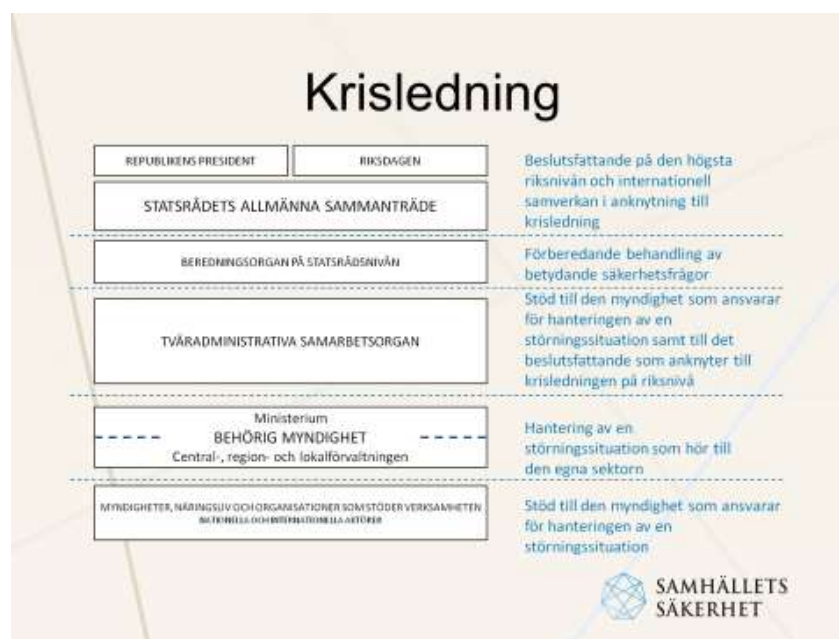 Krisledning
REPUBLIKENS PRESIDENT
RIKSDAGEN
STATSRÅDETS ALLMÄNNA SAMMANTRÄDE
Beslutsfattande på den högsta
riksnivån och internationell
samverkan i anknytning till
krisledning
BEREDNINGSORGAN PÅ STATSRÅDSNIVÅN
Förberedande behandling av
betydande säkerhetsfrågor
TVÄRADMINISTRATIVA SAMARBETSORGAN
Stöd till den myndighet som ansvarar
för hanteringen av en
störningssituation samt till det
beslutsfattande som anknyter till
krisledningen på riksnivå
Ministerium
BEHÖRIG MYNDIGHET
Central-, region- och lokalförvaltningen
Hantering av en
störningssituation som hör till
den egna sektorn
MYNDIGHETER, NÄRINGSLIV OCH ORGANISATIONER SOM STÖDER VERKSAMHETEN
NATIONELLA OCH INTERNATIONELLA AKTÖRER
Stöd till den myndighet som ansvarar
för hanteringen av en
störningssituation
SAMHÄLLETS
SÄKERHET